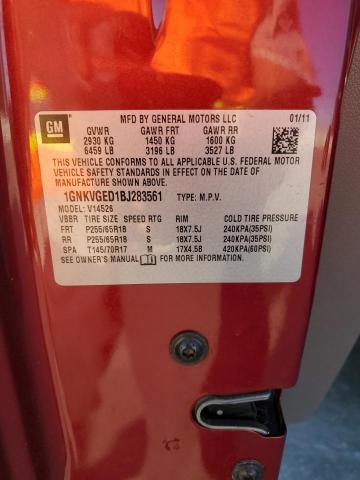 GM
MFD BY GENERAL MOTORS LLC 01/11
GVWR GAWR FRT GAWR RR
2930 KG 1450 KG 1600 KG
6459 LB 3196 LB 3527 LB
THIS VEHICLE CONFORMS TO ALL APPLICABLE U.S. FEDERAL
MOTOR VEHICLE SAFETY, BUMPER, AND THEFT PREVENTION
STANDARDS IN EFFECT ON THE DATE OF
MANUFACTURE SHOWN ABOVE.
1GNKVGED1BJ283561 TYPE: M.P.V.
MODEL: V14526
VBBR TIRE SIZE SPEED RTG RIM COLD TIRE PRESSURE
FRT P255/65R18 S 18X7.5J 240KPA(35PSI)
RR P255/65R18 S 18X7.5J 240KPA(35PSI)
SPA T145/70R17 M 17X4.5B 420KPA(60PSI)
SEE OWNER'S MANUAL FOR MORE INFORMATION